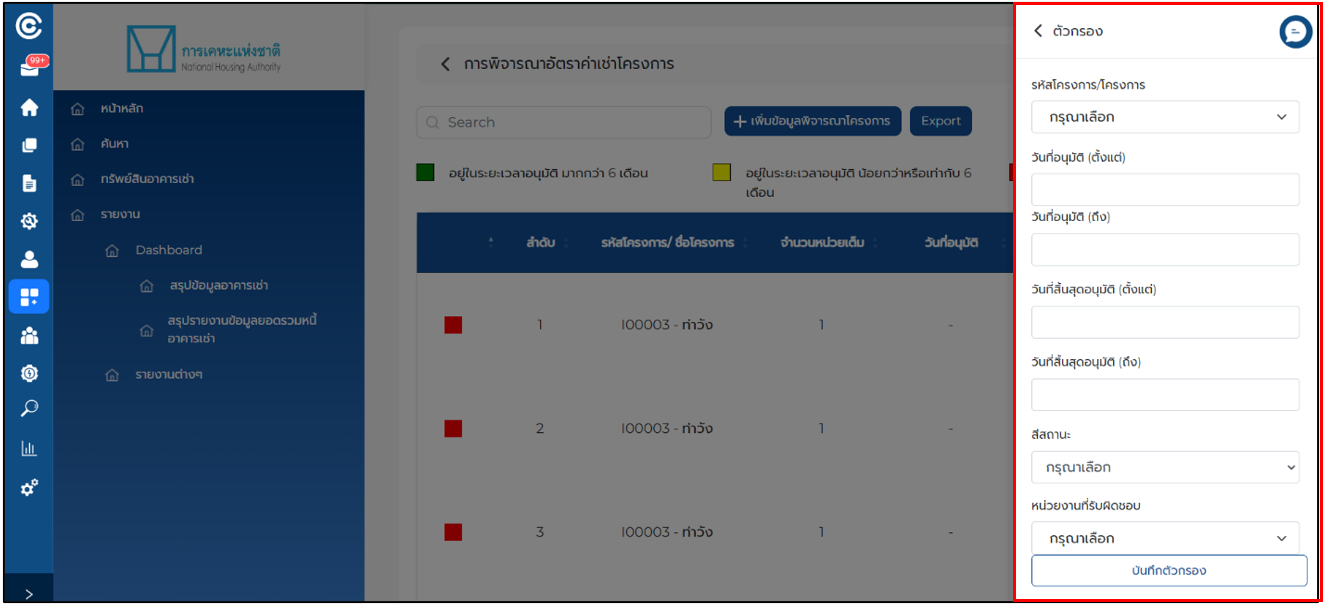 99+
การเคหะแห่งชาติ
National Housing Authority
หน้าหลัก
ค้นหา
ทรัพย์สินอาคารเช่า
รายงาน
Dashboard
สรุปข้อมูลอาคารเช่า
สรุปรายงานข้อมูลยอดรวมหนี้
อาคารเช่า
รายงานต่างๆ
การพิจารณาอัตราค่าเช่าโครงการ
Search
+ เพิ่มข้อมูลพิจารณาโครงการ
Export
อยู่ในระยะเวลาอนุมัติ มากกว่า 6 เดือน
อยู่ในระยะเวลาอนุมัติ น้อยกว่าหรือเท่ากับ 6
เดือน
ลำดับ รหัสโครงการ/ ชื่อโครงการ จำนวนหน่วยเต็ม วันที่อนุมัติ
1 I00003 - ท่าวัง 1 -
2 I00003 - ท่าวัง 1 -
3 I00003 - ท่าวัง 1 -
ตัวกรอง
รหัสโครงการ/โครงการ
กรุณาเลือก
วันที่อนุมัติ (ตั้งแต่)
วันที่อนุมัติ (ถึง)
วันที่สิ้นสุดอนุมัติ (ตั้งแต่)
วันที่สิ้นสุดอนุมัติ (ถึง)
สีสถานะ
กรุณาเลือก
หน่วยงานที่รับผิดชอบ
กรุณาเลือก
บันทึกตัวกรอง